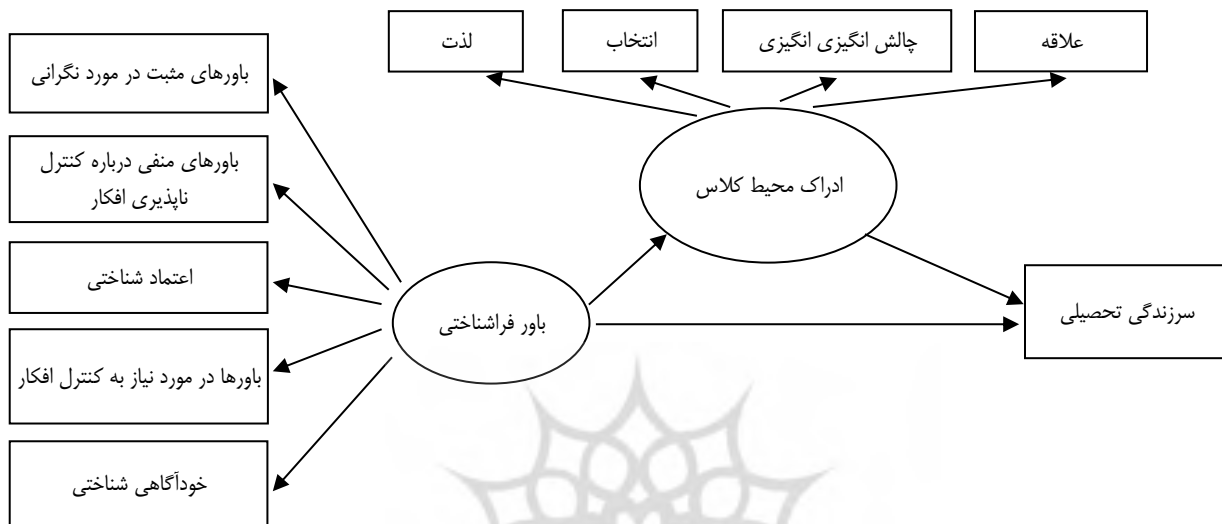 علاقه
چالش انگیزی انگیزی
انتخاب
لذت
باورهای مثبت در مورد نگرانی
باورهای منفی درباره کنترل
ناپذیری افکار
ادراک محیط کلاس
اعتماد شناختی
سرزندگی تحصیلی
باور فراشناختی
باورها در مورد نیاز به کنترل افکار
خودآگاهی شناختی